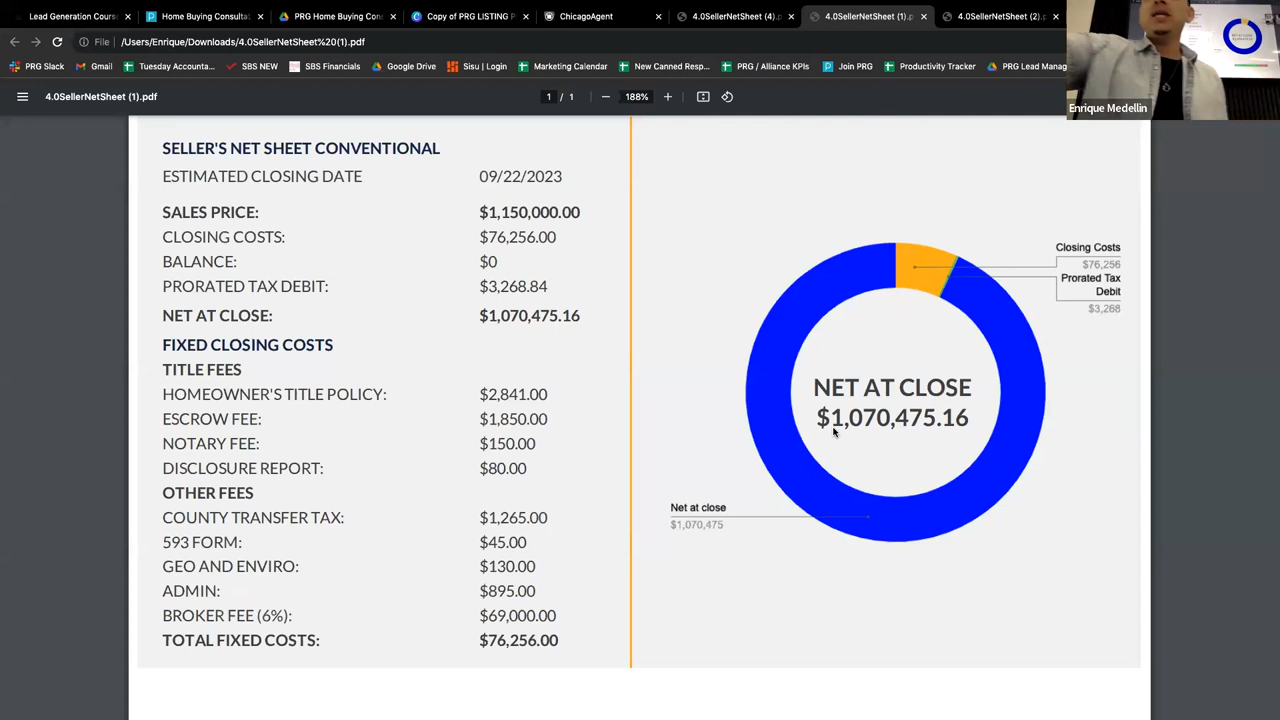 Lead Generation Course
Home Buying Consulta
PRG Home Buying Con
Copy of PRG LISTING P
ChicagoAgent
4.0SellerNetSheet (4).p
4.0SellerNetSheet (1).p
4.0SellerNetSheet (2).p
File /Users/Enrique/Downloads/4.0SellerNetSheet%20(1).pdf
PRG Slack
Gmail
Tuesday Accounta...
SBS NEW
SBS Financials
Google Drive
Sisu | Log
Closing Calendar
New Canned Resp...
PRG / SBS/KPIs
Join PRG
Productivity Tracker
PRG Lead Manag
4.0SellerNetSheet (1).pdf
1 / 1
188%
Enrique Medellin
SELLER'S NET SHEET CONVENTIONAL
ESTIMATED CLOSING DATE 09/22/2023
SALES PRICE: $1,150,000.00
CLOSING COSTS: $76,256.00
BALANCE: $0
PRORATED TAX DEBIT: $3,268.84
NET AT CLOSE: $1,070,475.16
FIXED CLOSING COSTS
TITLE FEES
HOMEOWNER'S TITLE POLICY: $2,841.00
ESCROW FEE: $1,850.00
NOTARY FEE: $150.00
DISCLOSURE REPORT: $80.00
OTHER FEES
COUNTY TRANSFER TAX: $1,265.00
593 FORM: $45.00
GEO AND ENVIRO: $130.00
ADMIN: $895.00
BROKER FEE (6%): $69,000.00
TOTAL FIXED COSTS: $76,256.00
Closing Costs
$76,256
Prorated Tax
Debit
$3,268
NET AT CLOSE
$1,070,475.16
Net at close
$1,070,475